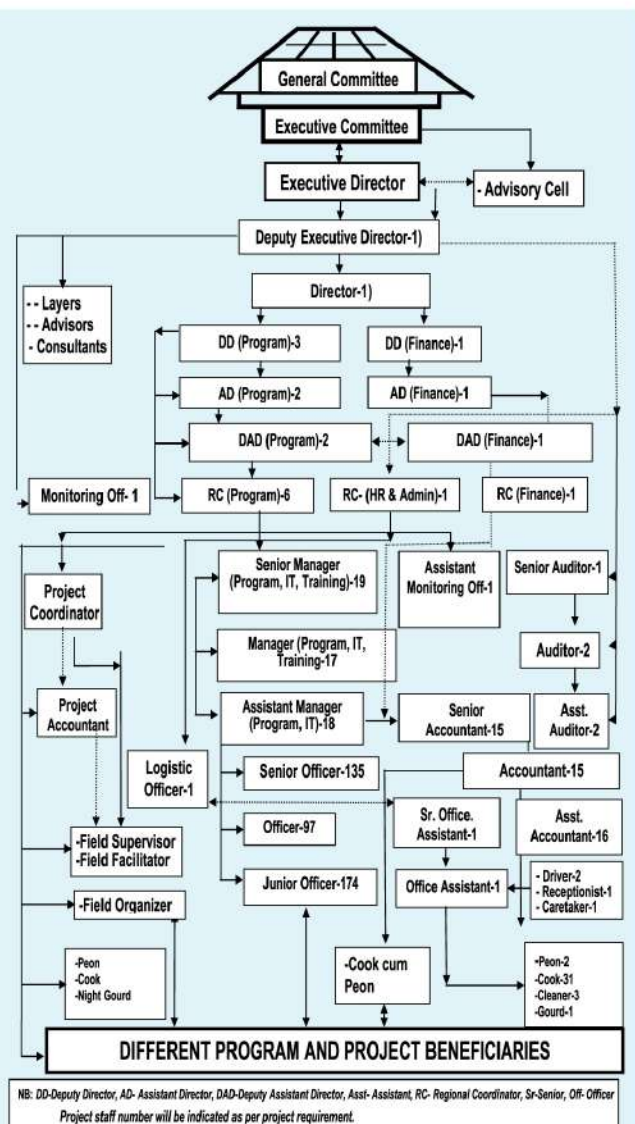 General Committee
Executive Committee
Executive Director
- Advisory Cell
Deputy Executive Director-1)
Director-1)
- - Layers
- - Advisors
- Consultants
DD (Program)-3
DD (Finance)-1
AD (Program)-2
AD (Finance)-1
DAD (Program)-2
DAD (Finance)-1
Monitoring Off- 1
RC (Program)-6
RC- (HR & Admin)-1
RC (Finance)-1
Project
Coordinator
Senior Manager
(Program, IT, Training)-19
Assistant
Monitoring Off-1
Senior Auditor-1
Manager (Program, IT,
Training-17
Auditor-2
Project
Accountant
Assistant Manager
(Program, IT)-18
Senior
Accountant-15
Asst.
Auditor-2
Logistic
Officer-1
Senior Officer-135
Accountant-15
Sr. Office.
Assistant-1
Asst.
Accountant-16
-Field Supervisor
-Field Facilitator
Officer-97
Junior Officer-174
Office Assistant-1
- Driver-2
- Receptionist-1
- Caretaker-1
-Field Organizer
-Peon
-Cook
-Night Gourd
-Cook cum
Peon
-Peon-2
-Cook-31
-Cleaner-3
-Gourd-1
DIFFERENT PROGRAM AND PROJECT BENEFICIARIES
NB: DD-Deputy Director, AD- Assistant Director, DAD-Deputy Assistant Director, Asst- Assistant, RC- Regional Coordinator, Sr-Senior, Off- Officer
Project staff number will be indicated as per project requirement.